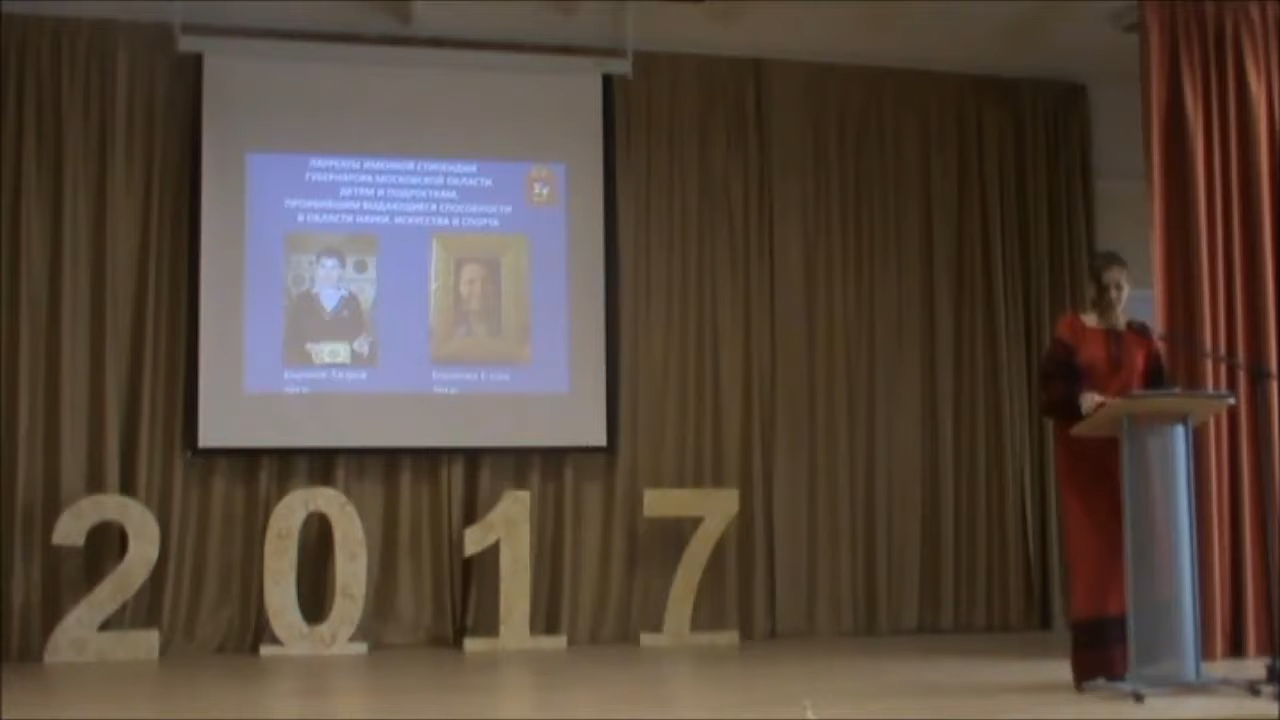 ЛАУРЕАТЫ ИМЕННОЙ СТИПЕНДИИ
ГУБЕРНАТОРА МОСКОВСКОЙ ОБЛАСТИ
ДЕТЯМ И ПОДРОСТКАМ,
ПРОЯВИВШИМ ВЫДАЮЩИЕСЯ СПОСОБНОСТИ
В ОБЛАСТИ НАУКИ, ИСКУССТВА И СПОРТА
2017